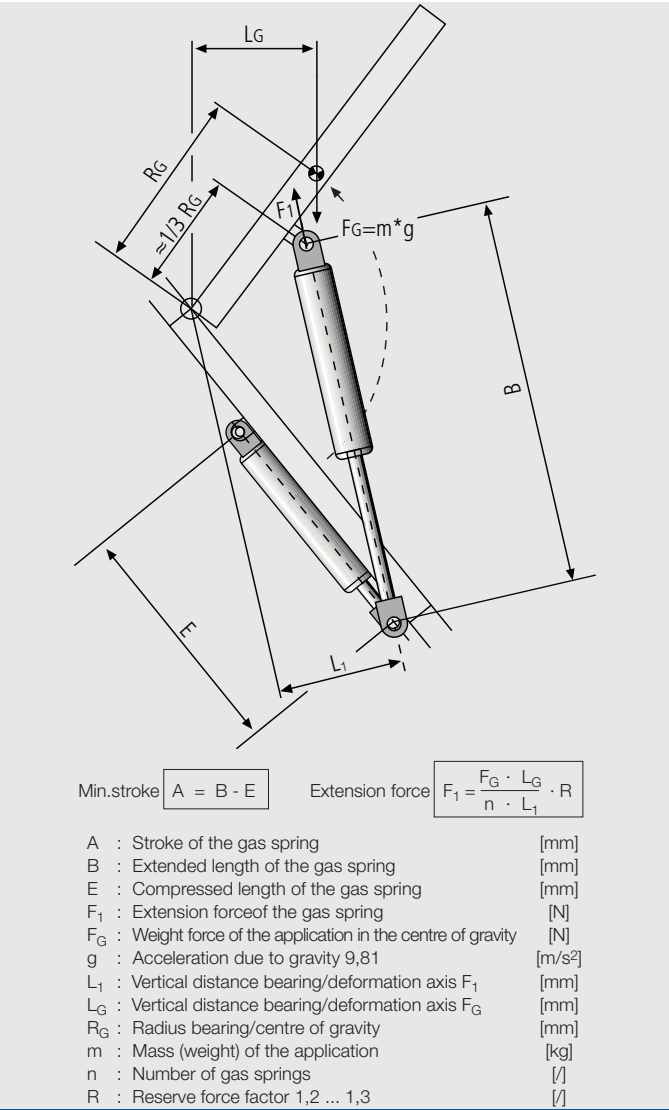 LG
RG
≈1/3 RG
F1
FG=m*g
B
E
L1
Min.stroke A = B - E Extension force F1 = FG · LG / n · L1 · R
A : Stroke of the gas spring [mm]
B : Extended length of the gas spring [mm]
E : Compressed length of the gas spring [mm]
F1 : Extension forceof the gas spring [N]
FG : Weight force of the application in the centre of gravity [N]
g : Acceleration due to gravity 9,81 [m/s²]
L1 : Vertical distance bearing/deformation axis F1 [mm]
LG : Vertical distance bearing/deformation axis FG [mm]
RG : Radius bearing/centre of gravity [mm]
m : Mass (weight) of the application [kg]
n : Number of gas springs [/]
R : Reserve force factor 1,2 ... 1,3 [/]